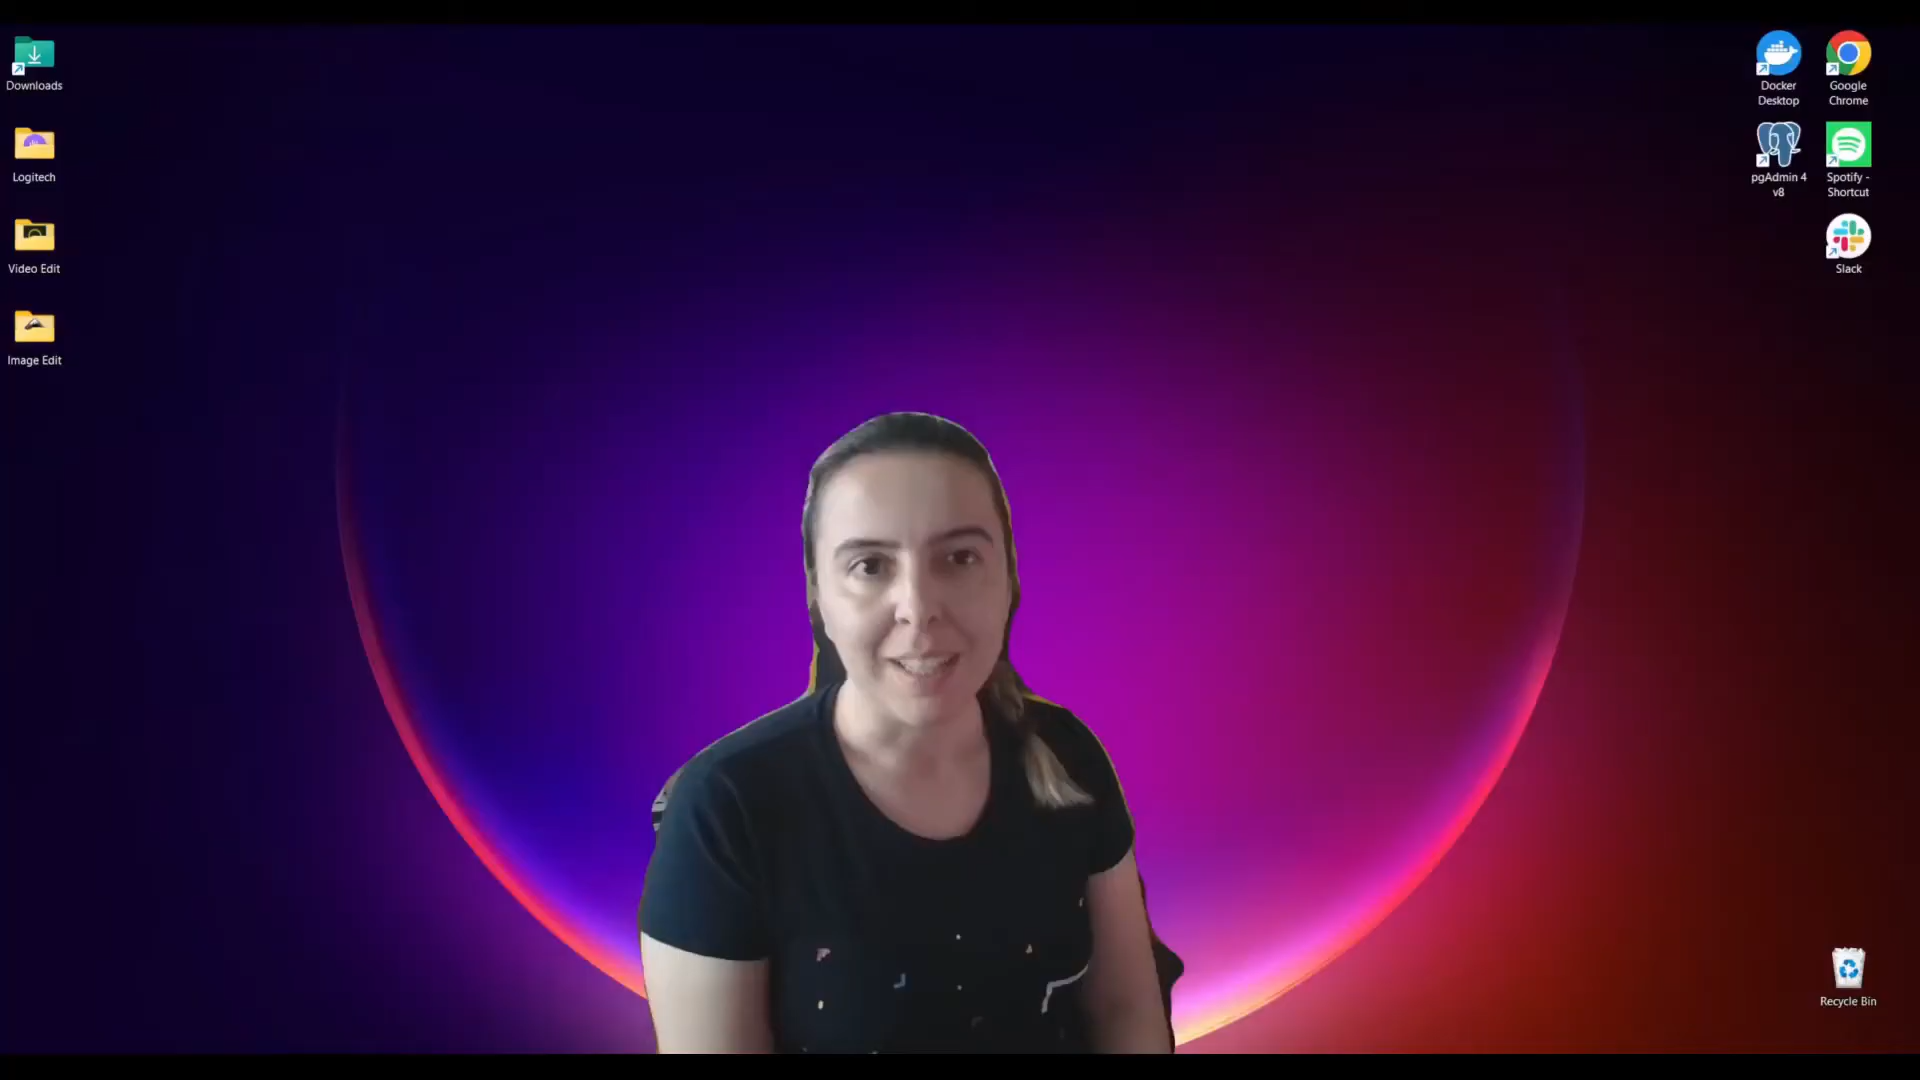 Downloads
Logitech
Video Edit
Image Edit
Docker
Desktop
Google
Chrome
pgAdmin 4
v8
Spotify -
Shortcut
Slack
Recycle Bin